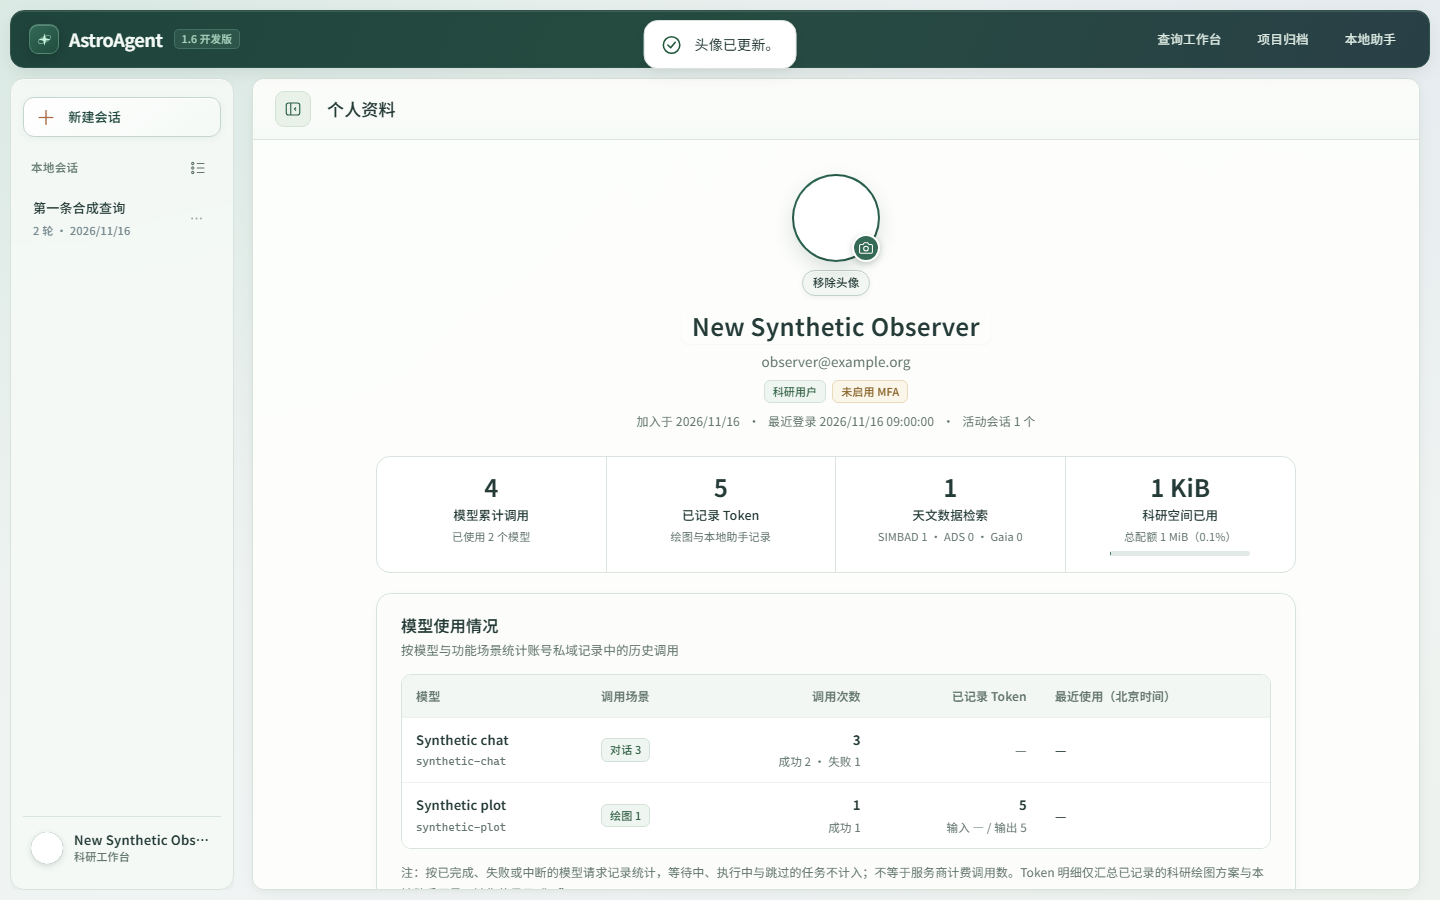 AstroAgent
1.6 开发版
头像已更新。
查询工作台
项目归档
本地助手
新建会话
本地会话
第一条合成查询
2 轮 · 2026/11/16
...
New Synthetic Obs···
科研工作台
个人资料
移除头像
New Synthetic Observer
observer@example.org
科研用户
未启用 MFA
加入于 2026/11/16 · 最近登录 2026/11/16 09:00:00 · 活动会话 1 个
4
模型累计调用
已使用 2 个模型
5
已记录 Token
绘图与本地助手记录
1
天文数据检索
SIMBAD 1 · ADS 0 · Gaia 0
1 KiB
科研空间已用
总配额 1 MiB（0.1%）
模型使用情况
按模型与功能场景统计账号私域记录中的历史调用
模型 调用场景 调用次数 已记录 Token 最近使用（北京时间）
Synthetic chat
synthetic-chat
对话 3
3
成功 2 · 失败 1
—
—
Synthetic plot
synthetic-plot
绘图 1
1
成功 1
5
输入 — / 输出 5
—
注：按已完成、失败或中断的模型请求记录统计，等待中、执行中与跳过的任务不计入；不等于服务商计费调用数。Token 明细仅汇总已记录的科研绘图方案与本